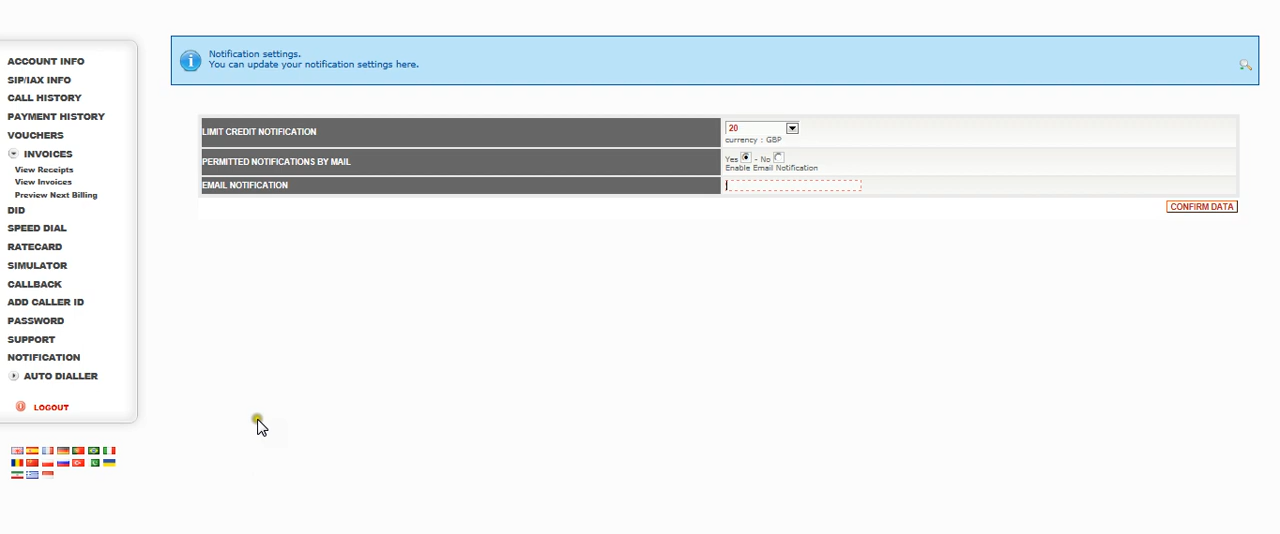 ACCOUNT INFO
SIP/IAX INFO
CALL HISTORY
PAYMENT HISTORY
VOUCHERS
INVOICES
View Receipts
View Invoices
Preview Next Billing
DID
SPEED DIAL
RATECARD
SIMULATOR
CALLBACK
ADD CALLER ID
PASSWORD
SUPPORT
NOTIFICATION
AUTO DIALLER
LOGOUT
Notification settings.
You can update your notification settings here.
LIMIT CREDIT NOTIFICATION
20
currency : GBP
PERMITTED NOTIFICATIONS BY MAIL
Yes - No
Enable Email Notification
EMAIL NOTIFICATION
CONFIRM DATA